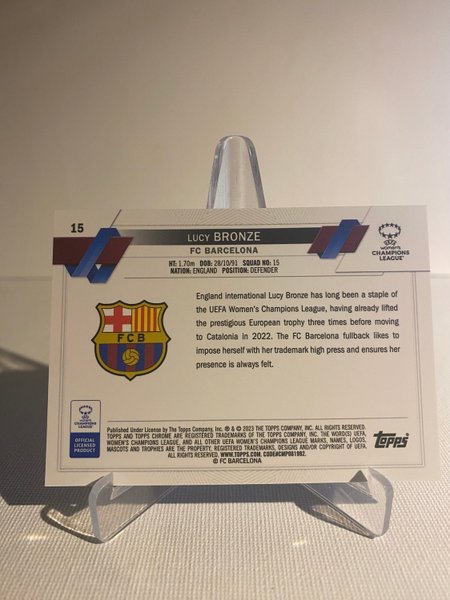 15
LUCY BRONZE
FC BARCELONA
HT: 1.70m DOB: 28/10/91 SQUAD NO: 15
NATION: ENGLAND POSITION: DEFENDER
UEFA
women's
CHAMPIONS
LEAGUE
England international Lucy Bronze has long been a staple of
the UEFA Women's Champions League, having already lifted
the prestigious European trophy three times before moving
to Catalonia in 2022. The FC Barcelona fullback likes to
impose herself with her trademark high press and ensures her
presence is always felt.
FCB
women's
CHAMPIONS
LEAGUE
OFFICIAL
LICENSED
PRODUCT
Published Under License by The Topps Company, Inc. ® & © 2023 THE TOPPS COMPANY, INC. ALL RIGHTS RESERVED.
TOPPS AND TOPPS CHROME ARE REGISTERED TRADEMARKS OF THE TOPPS COMPANY, INC. THE WORD(S) UEFA,
WOMEN'S CHAMPIONS LEAGUE, AND ALL OTHER UEFA WOMEN'S CHAMPIONS LEAGUE MARKS, NAMES, LOGOS,
MASCOTS AND TROPHIES ARE THE PROPERTY, REGISTERED TRADEMARKS, DESIGNS AND/OR COPYRIGHT OF UEFA.
ALL RIGHTS RESERVED. WWW.TOPPS.COM. CODE#CMP081982.
© FC BARCELONA
Topps